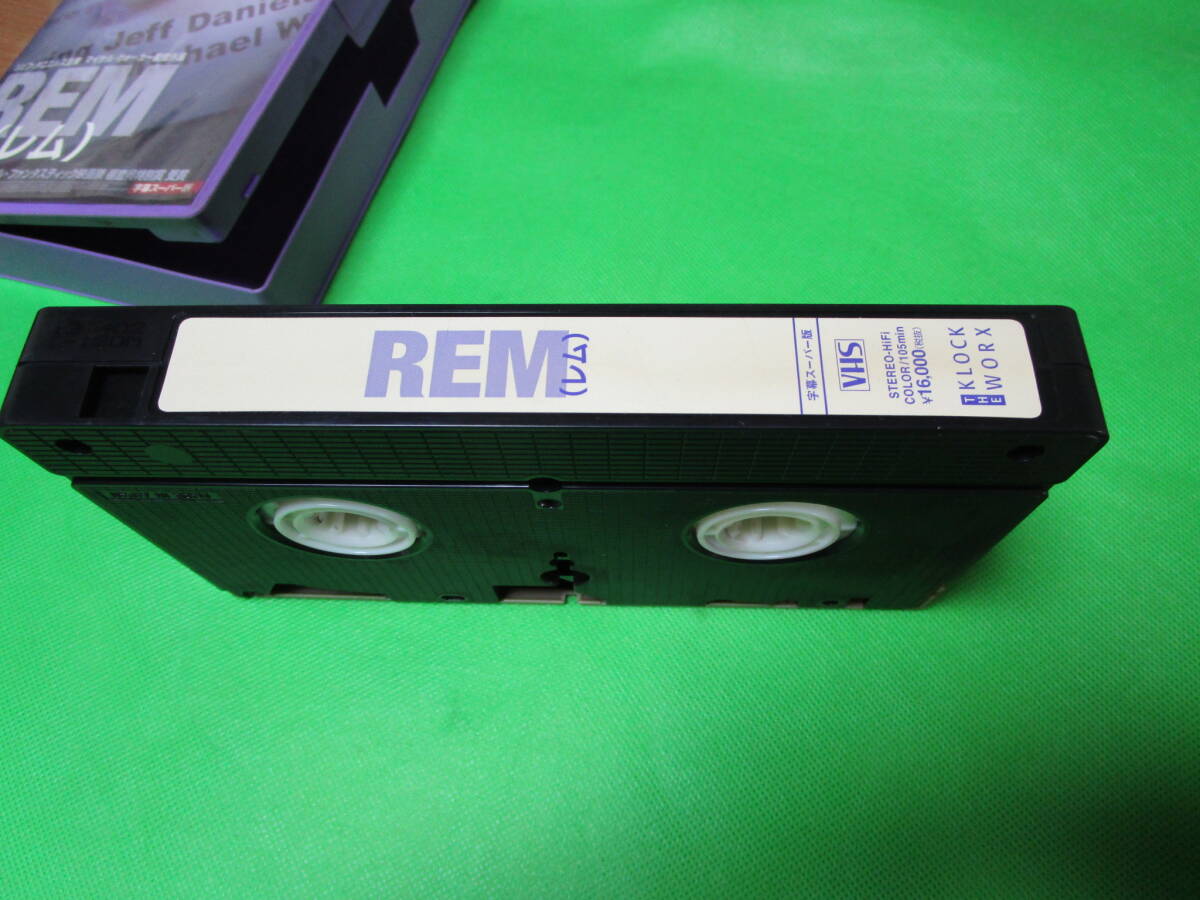 ing Jeff Daniels
hael W
REM
(レム)
字幕スーパー版
REM
(レム)
字幕スーパー版
VHS
STEREO-HiFi
COLOR/105min
¥16,000(税抜)
THE KLOCK
WORX